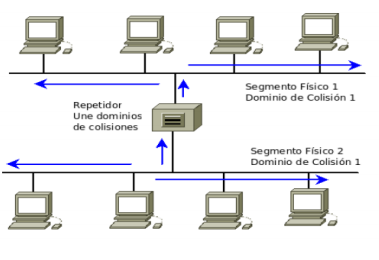 Segmento Físico 1
Dominio de Colisión 1
Repetidor
Une dominios
de colisiones
Segmento Físico 2
Dominio de Colisión 1